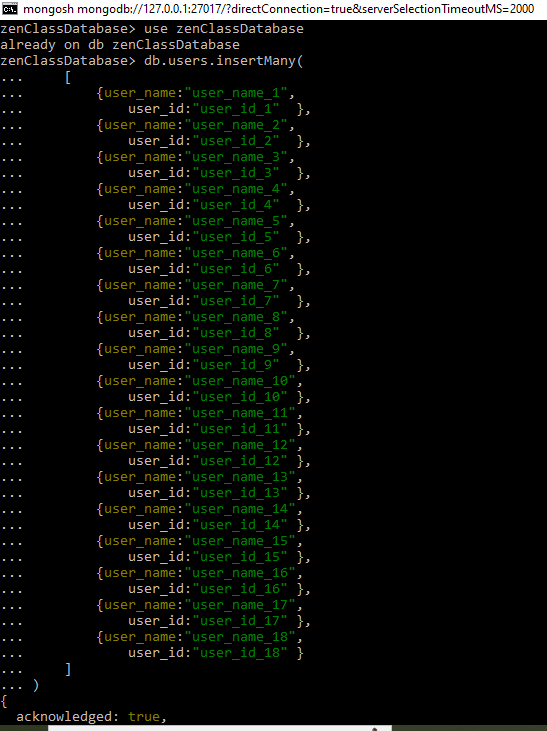 mongosh mongodb://127.0.0.1:27017/?directConnection=true&serverSelectionTimeoutMS=2000
zenClassDatabase> use zenClassDatabase
already on db zenClassDatabase
zenClassDatabase> db.users.insertMany(
...     [
...         {user_name:"user_name_1",
...             user_id:"user_id_1"  },
...         {user_name:"user_name_2",
...             user_id:"user_id_2"  },
...         {user_name:"user_name_3",
...             user_id:"user_id_3"  },
...         {user_name:"user_name_4",
...             user_id:"user_id_4"  },
...         {user_name:"user_name_5",
...             user_id:"user_id_5"  },
...         {user_name:"user_name_6",
...             user_id:"user_id_6"  },
...         {user_name:"user_name_7",
...             user_id:"user_id_7"  },
...         {user_name:"user_name_8",
...             user_id:"user_id_8"  },
...         {user_name:"user_name_9",
...             user_id:"user_id_9"  },
...         {user_name:"user_name_10",
...             user_id:"user_id_10" },
...         {user_name:"user_name_11",
...             user_id:"user_id_11" },
...         {user_name:"user_name_12",
...             user_id:"user_id_12" },
...         {user_name:"user_name_13",
...             user_id:"user_id_13" },
...         {user_name:"user_name_14",
...             user_id:"user_id_14" },
...         {user_name:"user_name_15",
...             user_id:"user_id_15" },
...         {user_name:"user_name_16",
...             user_id:"user_id_16" },
...         {user_name:"user_name_17",
...             user_id:"user_id_17" },
...         {user_name:"user_name_18",
...             user_id:"user_id_18" }
...     ]
... )
{
  acknowledged: true,